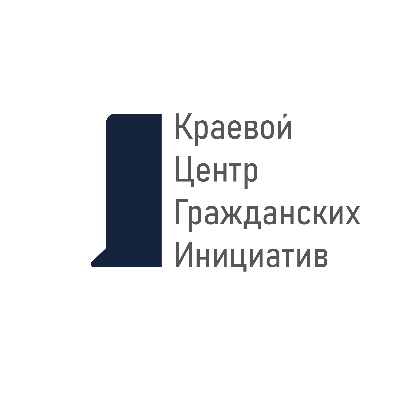 Краевой
Центр
Гражданских
Инициатив